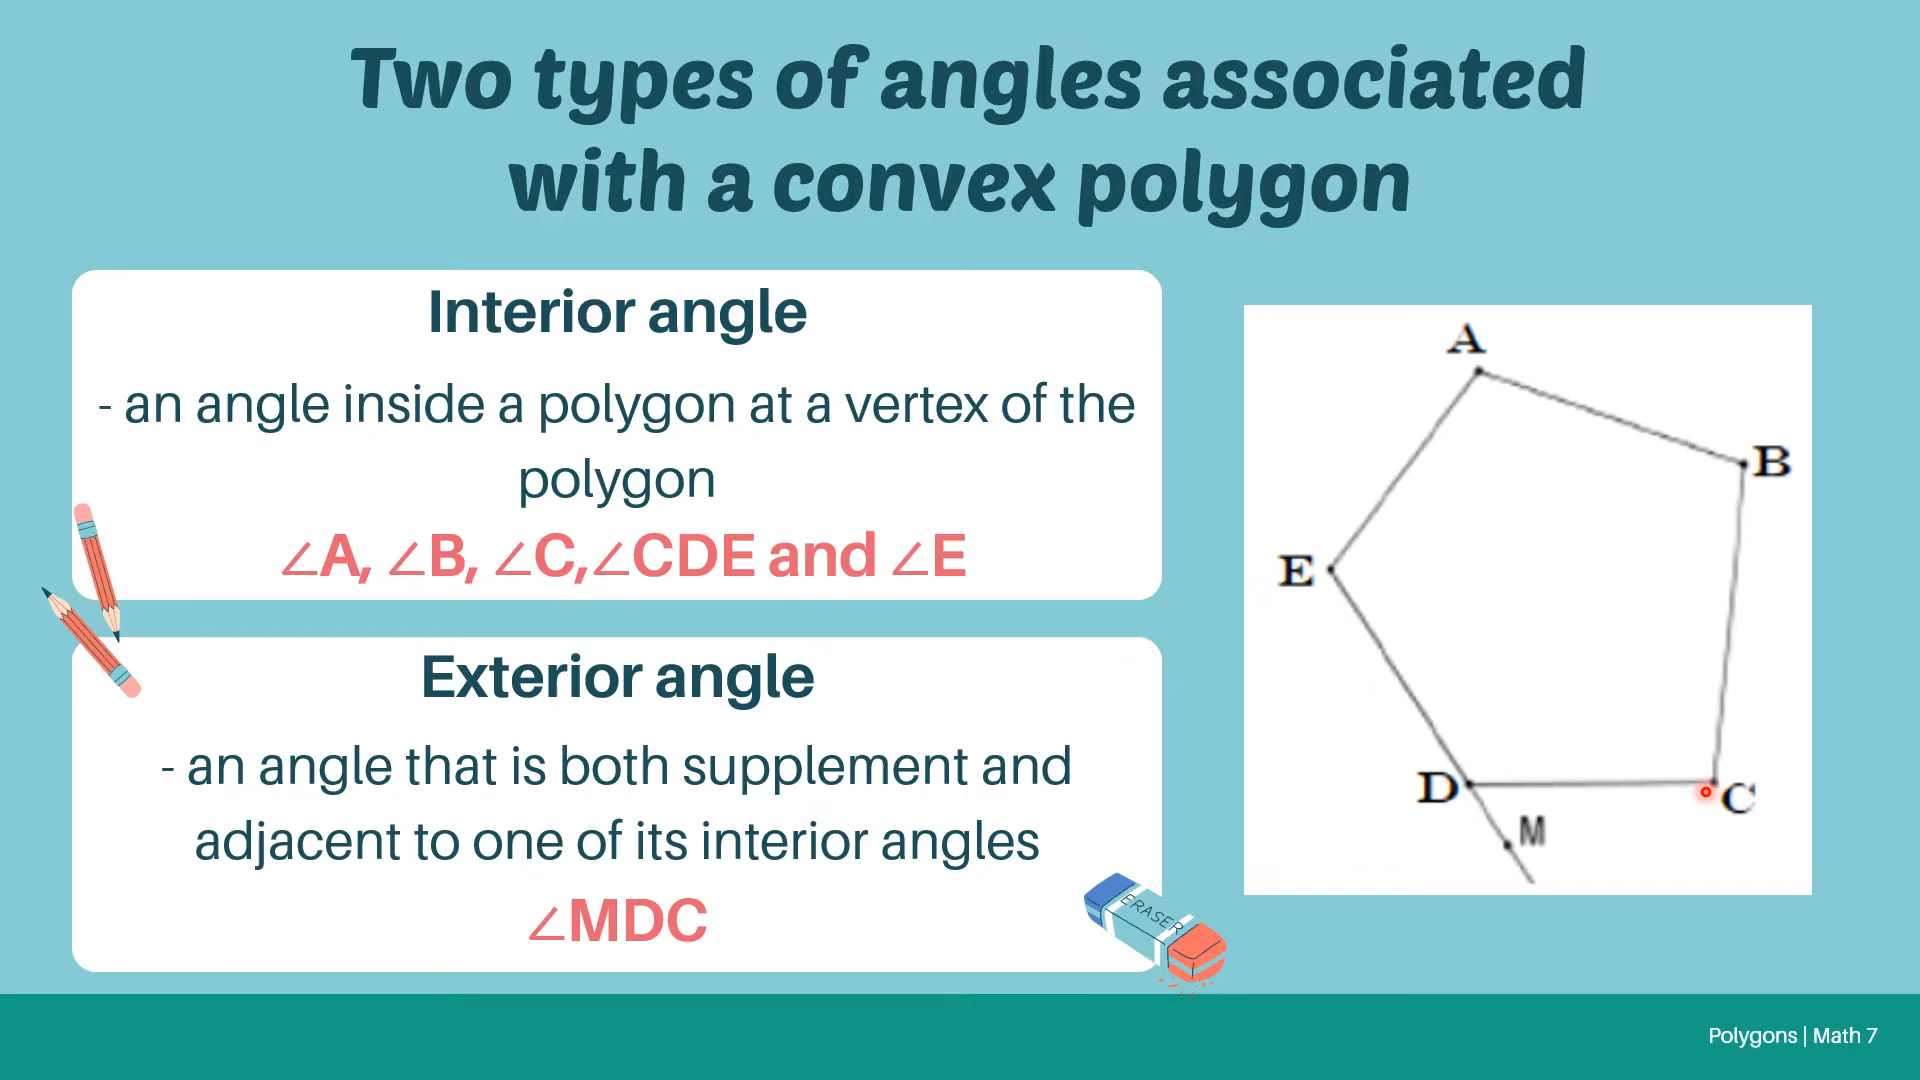 Two types of angles associated
with a convex polygon
Interior angle
- an angle inside a polygon at a vertex of the
polygon
∠A, ∠B, ∠C,∠CDE and ∠E
Exterior angle
- an angle that is both supplement and
adjacent to one of its interior angles
∠MDC
ERASER
A
B
E
D
C
M
Polygons | Math 7